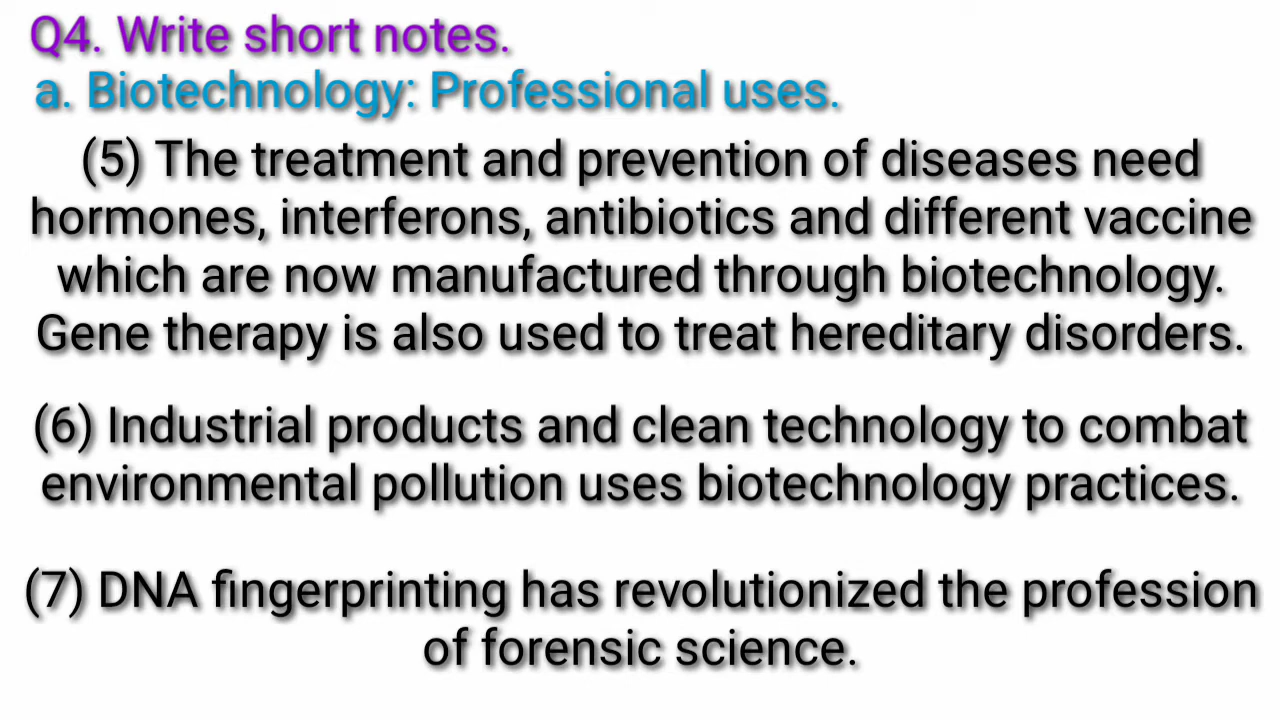 Q4. Write short notes.
a. Biotechnology: Professional uses.
(5) The treatment and prevention of diseases need
hormones, interferons, antibiotics and different vaccine
which are now manufactured through biotechnology.
Gene therapy is also used to treat hereditary disorders.
(6) Industrial products and clean technology to combat
environmental pollution uses biotechnology practices.
(7) DNA fingerprinting has revolutionized the profession
of forensic science.